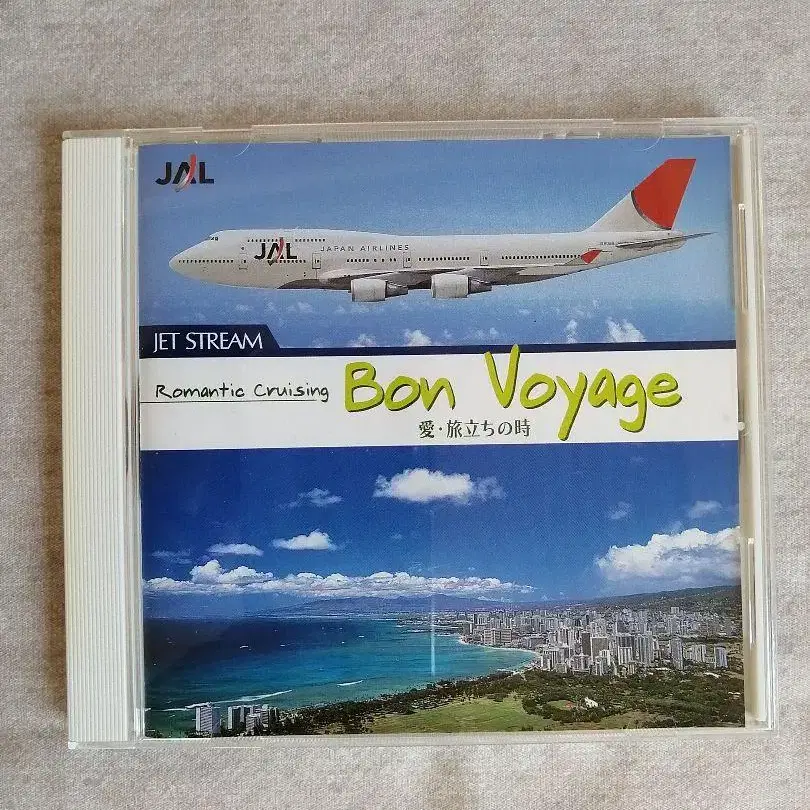 JAL
JAL JAPAN AIRLINES
JET STREAM
Romantic Cruising Bon Voyage
愛・旅立ちの時